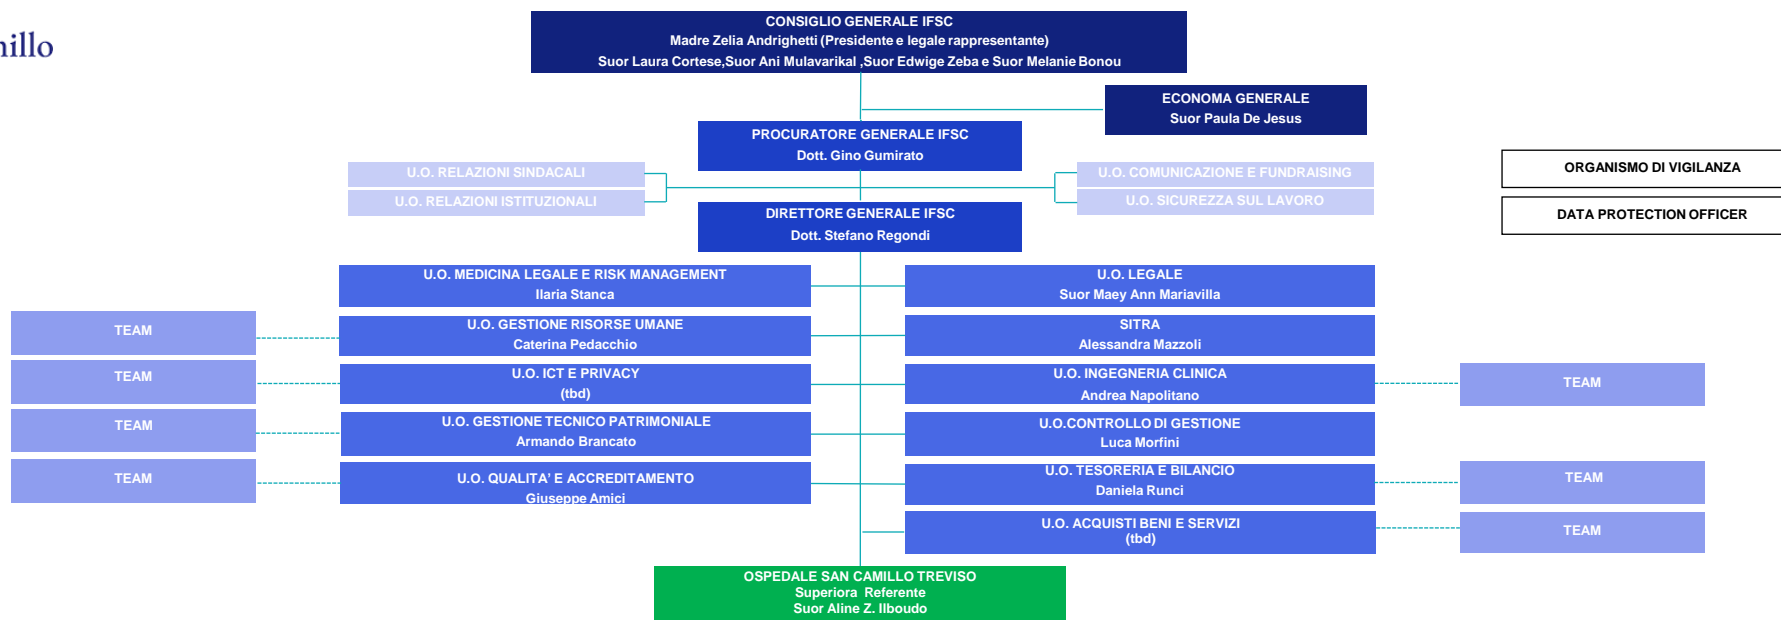 nillo
CONSIGLIO GENERALE IFSC
Madre Zelia Andrighetti (Presidente e legale rappresentante)
Suor Laura Cortese,Suor Ani Mulavarikal ,Suor Edwige Zeba e Suor Melanie Bonou
ECONOMA GENERALE
Suor Paula De Jesus
PROCURATORE GENERALE IFSC
Dott. Gino Gumirato
U.O. RELAZIONI SINDACALI
U.O. RELAZIONI ISTITUZIONALI
U.O. COMUNICAZIONE E FUNDRAISING
U.O. SICUREZZA SUL LAVORO
ORGANISMO DI VIGILANZA
DATA PROTECTION OFFICER
DIRETTORE GENERALE IFSC
Dott. Stefano Regondi
U.O. MEDICINA LEGALE E RISK MANAGEMENT
Ilaria Stanca
U.O. LEGALE
Suor Maey Ann Mariavilla
TEAM
U.O. GESTIONE RISORSE UMANE
Caterina Pedacchio
SITRA
Alessandra Mazzoli
TEAM
U.O. ICT E PRIVACY
(tbd)
U.O. INGEGNERIA CLINICA
Andrea Napolitano
TEAM
TEAM
U.O. GESTIONE TECNICO PATRIMONIALE
Armando Brancato
U.O.CONTROLLO DI GESTIONE
Luca Morfini
TEAM
U.O. QUALITA' E ACCREDITAMENTO
Giuseppe Amici
U.O. TESORERIA E BILANCIO
Daniela Runci
TEAM
U.O. ACQUISTI BENI E SERVIZI
(tbd)
TEAM
OSPEDALE SAN CAMILLO TREVISO
Superiora Referente
Suor Aline Z. Ilboudo